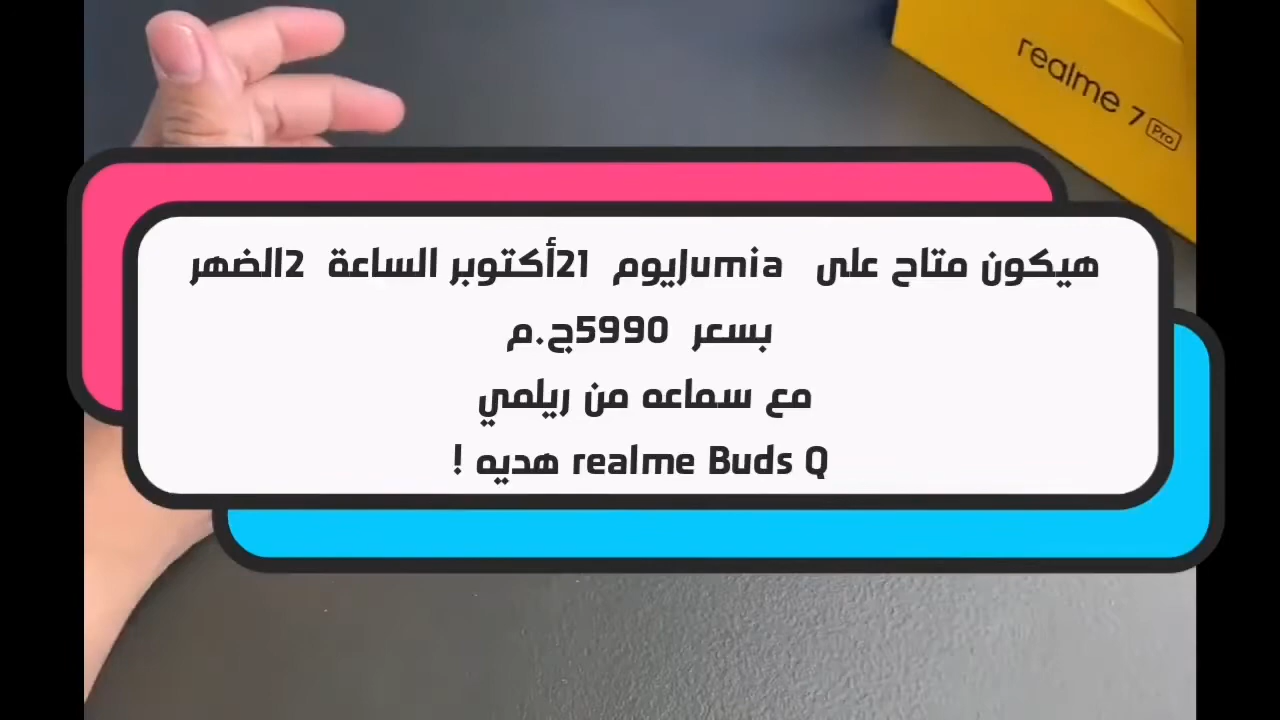 realme 7 Pro
هيكون متاح على Jumia يوم 21 أكتوبر الساعة 2 الضهر
بسعر 5990 ج.م
مع سماعه من ريلمي
realme Buds Q هديه !